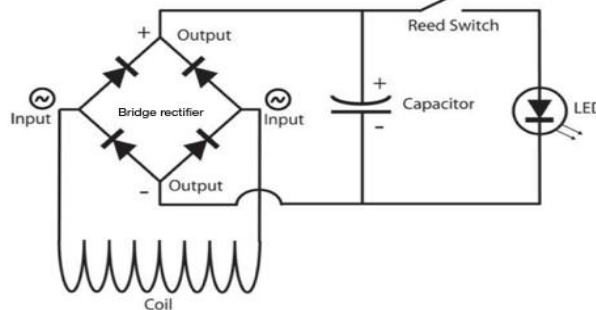 + Output
Reed Switch
Input
Bridge rectifier
Input
+
Capacitor
-
LED
- Output
Coil